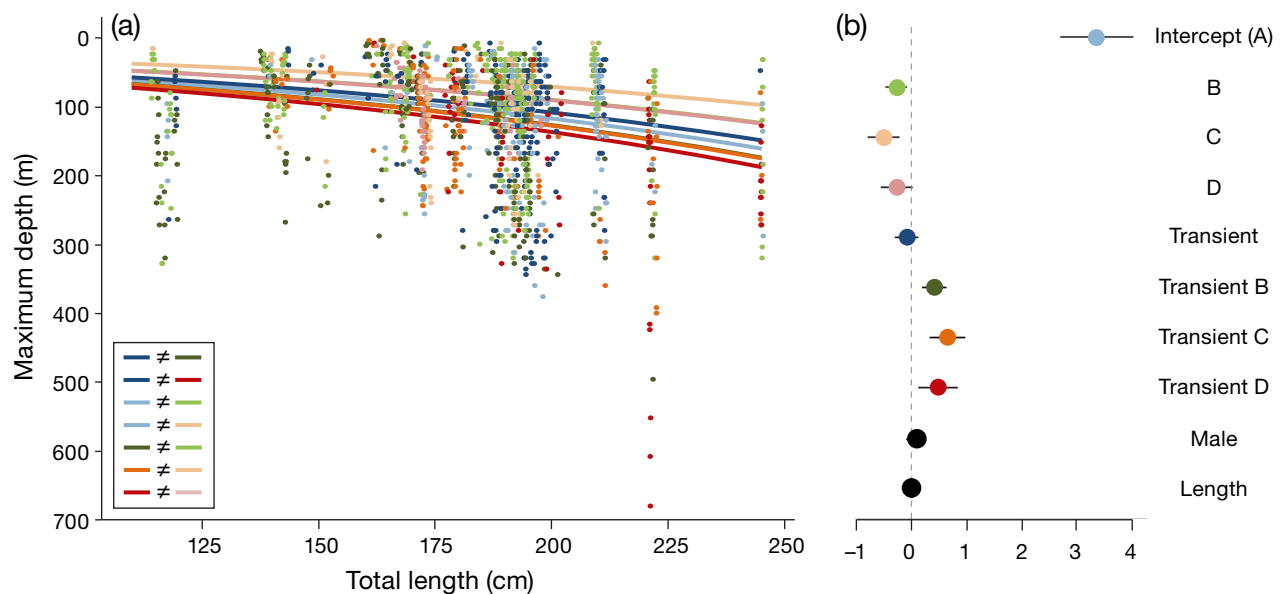 (a)
Maximum depth (m)
0
100
200
300
400
500
600
700
≠
≠
≠
≠
≠
≠
≠
125
150
175
200
225
250
Total length (cm)
(b)
Intercept (A)
B
C
D
Transient
Transient B
Transient C
Transient D
Male
Length
–1
0
1
2
3
4